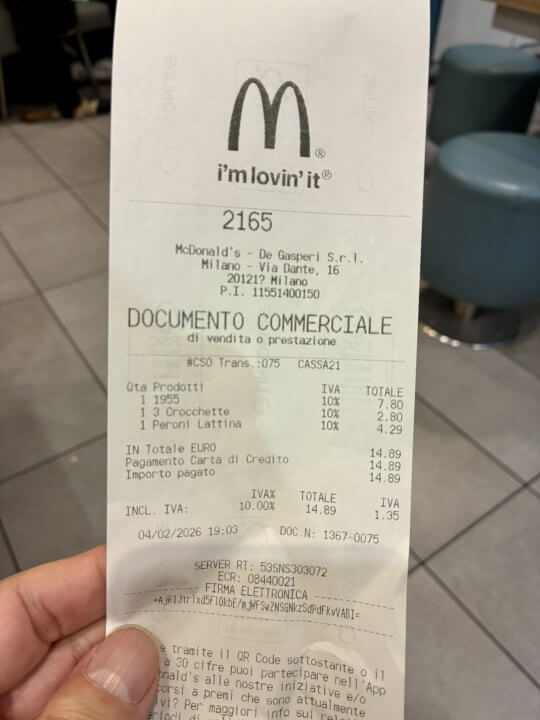 i'm lovin' it®
2165
McDonald's - De Gasperi S.r.l.
Milano - Via Dante, 16
20121? Milano
P.I. 11551400150
DOCUMENTO COMMERCIALE
di vendita o prestazione
#CSO Trans.:075 CASSA21
Qta Prodotti IVA TOTALE
1 1955 10% 7.80
1 3 Crocchette 10% 2.80
1 Peroni Lattina 10% 4.29
IN Totale EURO 14.89
Pagamento Carta di Credito 14.89
Importo pagato 14.89
IVA% TOTALE IVA
INCL. IVA: 10.00% 14.89 1.35
04/02/2026 19:03 DOC.N: 1367-0075
SERVER RT: 53SNS303072
ECR: 08440021
FIRMA ELETTRONICA
e tramite il QR Code sottostante o il
a 30 cifre puoi partecipare nell'App
onald's alle nostre iniziative e/o
corsi a premi che sono attualmente
ivi? Per maggiori info sui